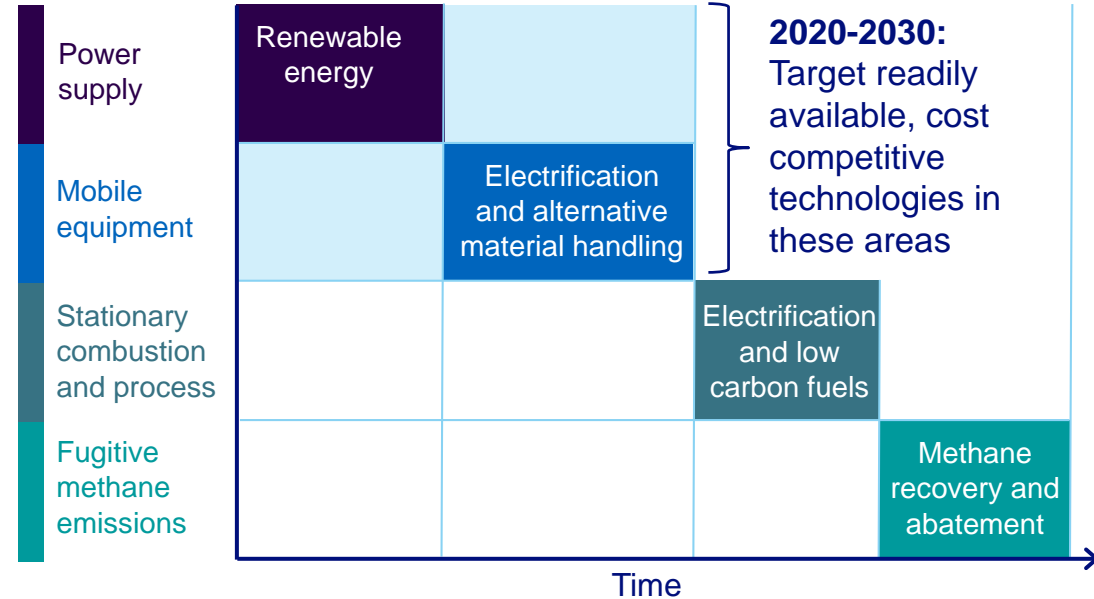 Power
supply
Renewable
energy
2020-2030:
Target readily
available, cost
competitive
technologies in
these areas
Mobile
equipment
Electrification
and alternative
material handling
Stationary
combustion
and process
Electrification
and low
carbon fuels
Fugitive
methane
emissions
Methane
recovery and
abatement
Time